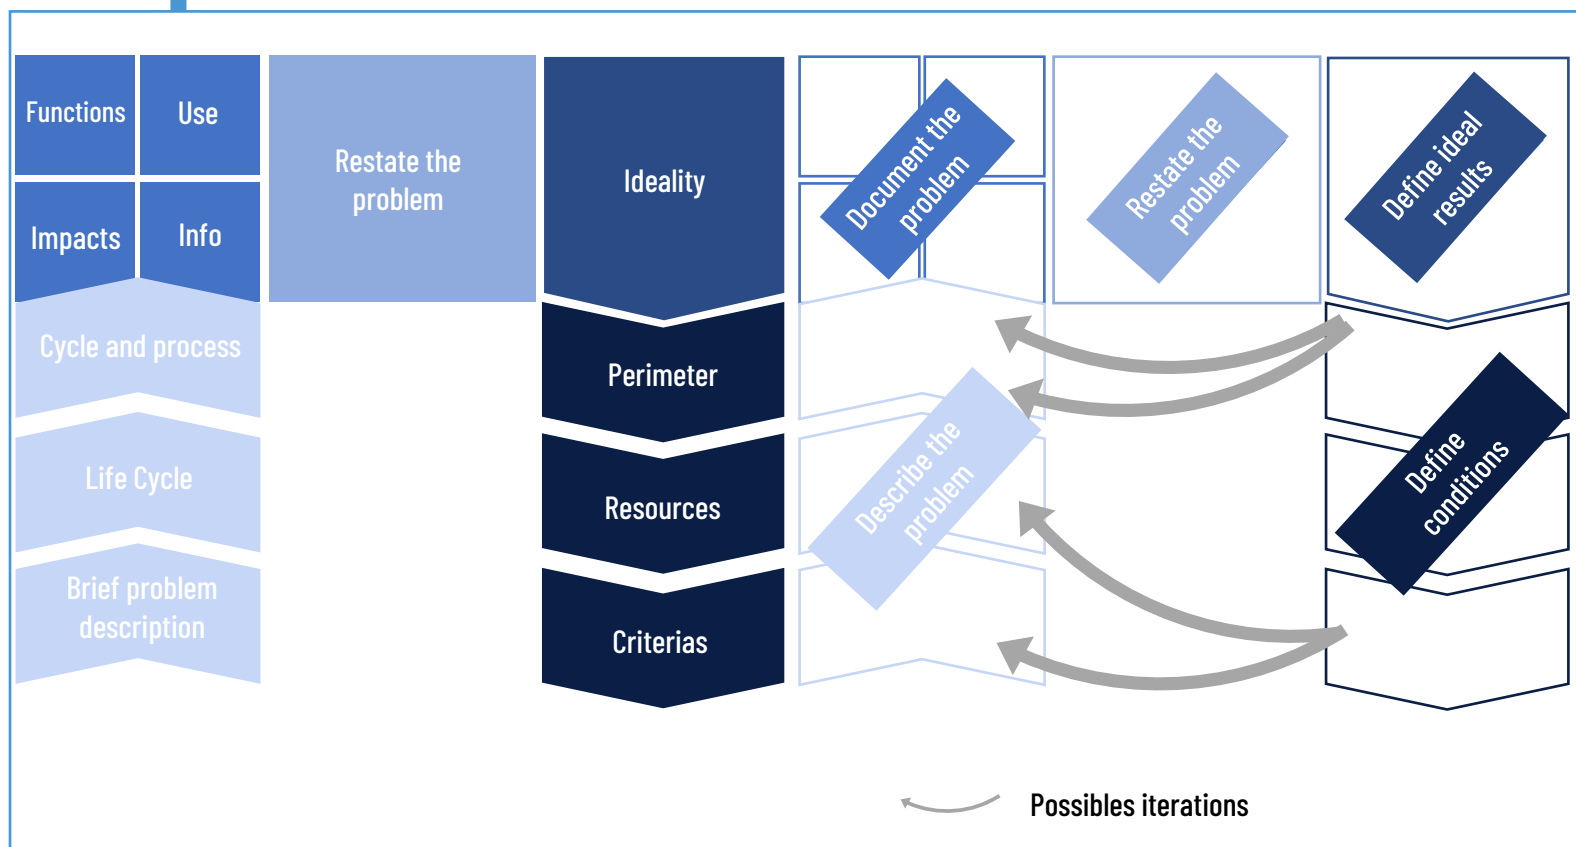 Functions
Use
Impacts
Info
Cycle and process
Life Cycle
Brief problem
description
Restate the
problem
Ideality
Perimeter
Resources
Criterias
Document the
problem
Describe the
problem
Restate the
problem
Define ideal
results
Define
conditions
Possibles iterations